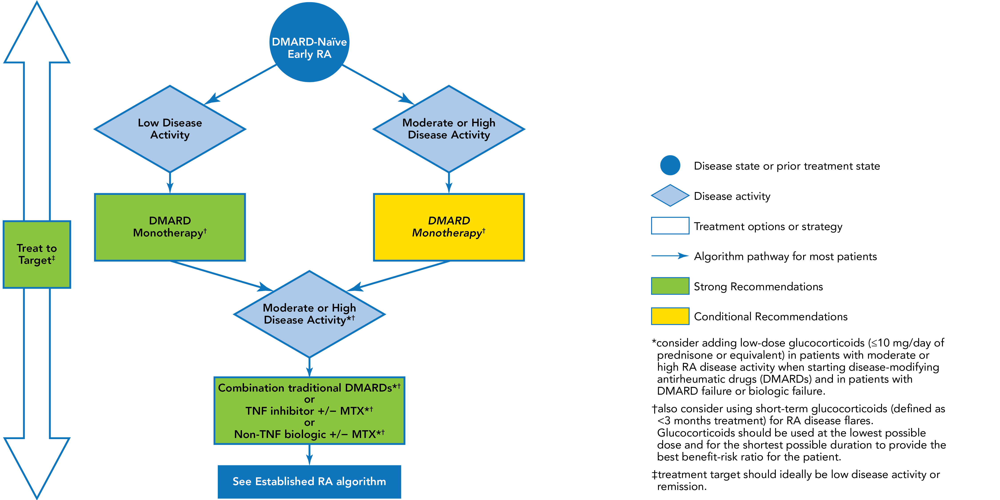 DMARD-Naïve
Early RA
Low Disease
Activity
Moderate or High
Disease Activity
DMARD
Monotherapy†
DMARD
Monotherapy†
Treat to
Target‡
Moderate or High
Disease Activity*†
Combination traditional DMARDs*†
or
TNF inhibitor +/− MTX*†
or
Non-TNF biologic +/− MTX*†
See Established RA algorithm
Disease state or prior treatment state
Disease activity
Treatment options or strategy
Algorithm pathway for most patients
Strong Recommendations
Conditional Recommendations
*consider adding low-dose glucocorticoids (≤10 mg/day of
prednisone or equivalent) in patients with moderate or
high RA disease activity when starting disease-modifying
antirheumatic drugs (DMARDs) and in patients with
DMARD failure or biologic failure.
†also consider using short-term glucocorticoids (defined as
<3 months treatment) for RA disease flares.
Glucocorticoids should be used at the lowest possible
dose and for the shortest possible duration to provide the
best benefit-risk ratio for the patient.
‡treatment target should ideally be low disease activity or
remission.